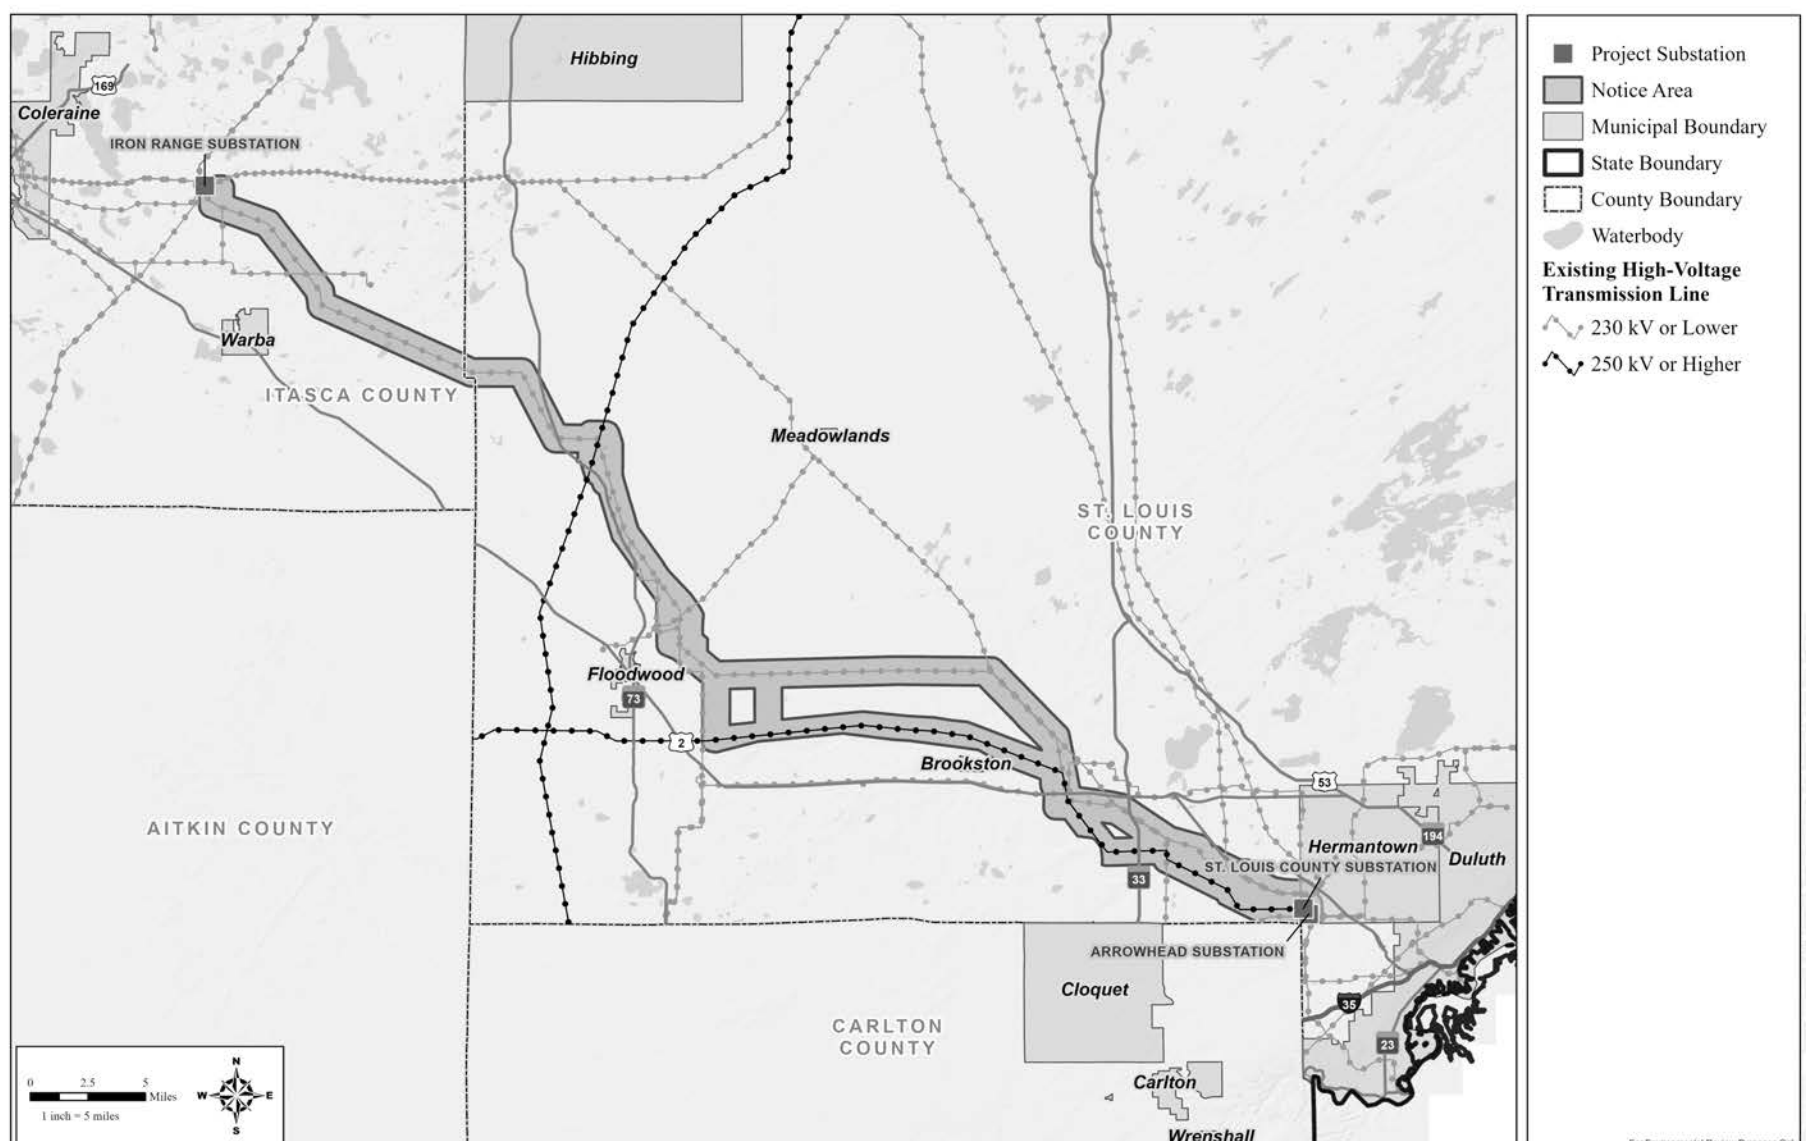 Hibbing
169
Coleraine
IRON RANGE SUBSTATION
Warba
ITASCA COUNTY
Meadowlands
ST. LOUIS
COUNTY
Floodwood
73
2
Brookston
53
AITKIN COUNTY
194
Hermantown
Duluth
ST. LOUIS COUNTY SUBSTATION
33
ARROWHEAD SUBSTATION
Cloquet
35
CARLTON
COUNTY
23
Carlton
Wrenshall
0 2.5 5
Miles
1 inch = 5 miles
N
W E
S
Project Substation
Notice Area
Municipal Boundary
State Boundary
County Boundary
Waterbody
Existing High-Voltage
Transmission Line
230 kV or Lower
250 kV or Higher